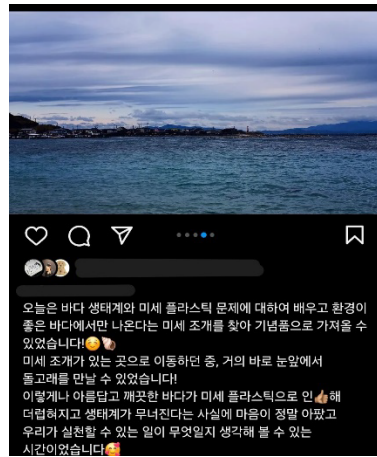 오늘은 바다 생태계와 미세 플라스틱 문제에 대하여 배우고 환경이
좋은 바다에서만 나온다는 미세 조개를 찾아 기념품으로 가져올 수
있었습니다!☺️🐚
미세 조개가 있는 곳으로 이동하던 중, 거의 바로 눈앞에서
돌고래를 만날 수 있었습니다!
이렇게나 아름답고 깨끗한 바다가 미세 플라스틱으로 인👍🏽해
더럽혀지고 생태계가 무너진다는 사실에 마음이 정말 아팠고
우리가 실천할 수 있는 일이 무엇일지 생각해 볼 수 있는
시간이었습니다🥰